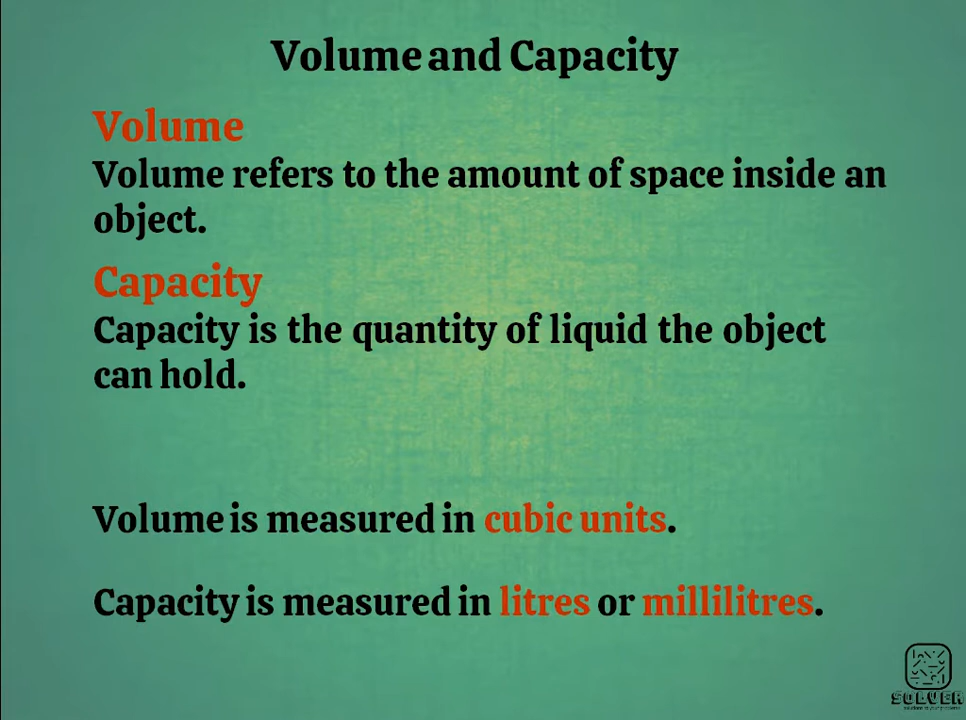 Volume and Capacity
Volume
Volume refers to the amount of space inside an
object.
Capacity
Capacity is the quantity of liquid the object
can hold.
Volume is measured in cubic units.
Capacity is measured in litres or millilitres.
SOLVER